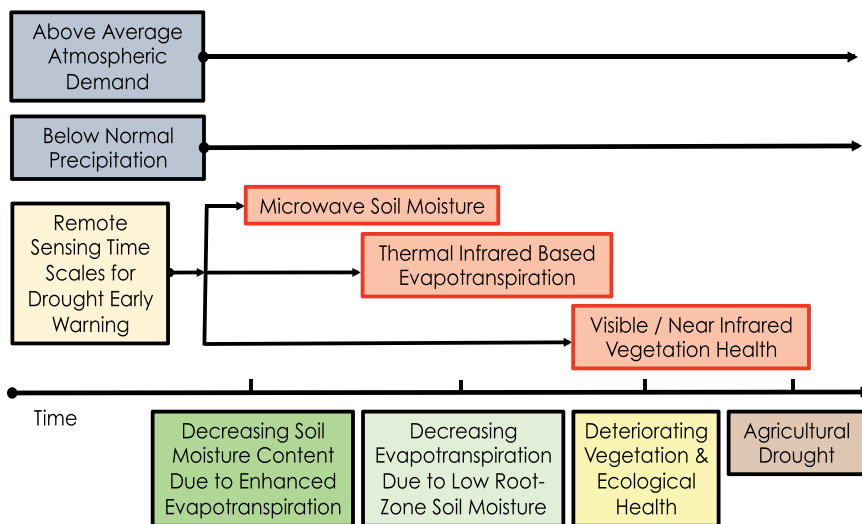 Above Average
Atmospheric
Demand
Below Normal
Precipitation
Remote
Sensing Time
Scales for
Drought Early
Warning
Microwave Soil Moisture
Thermal Infrared Based
Evapotranspiration
Visible / Near Infrared
Vegetation Health
Time
Decreasing Soil
Moisture Content
Due to Enhanced
Evapotranspiration
Decreasing
Evapotranspiration
Due to Low Root-
Zone Soil Moisture
Deteriorating
Vegetation &
Ecological
Health
Agricultural
Drought